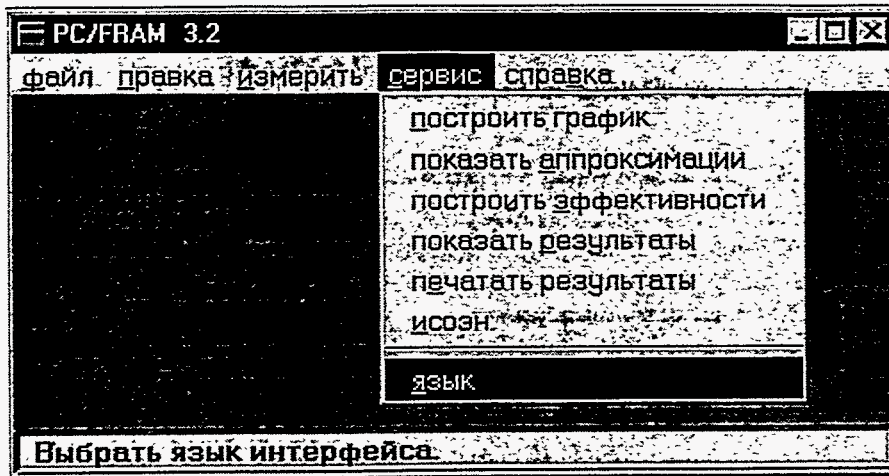 PC/FRAM 3.2
файл правка измерить сервис справка
построить график
показать аппроксимации
построить эффективности
показать результаты
печатать результаты
исоэн
язык
Выбрать язык интерфейса